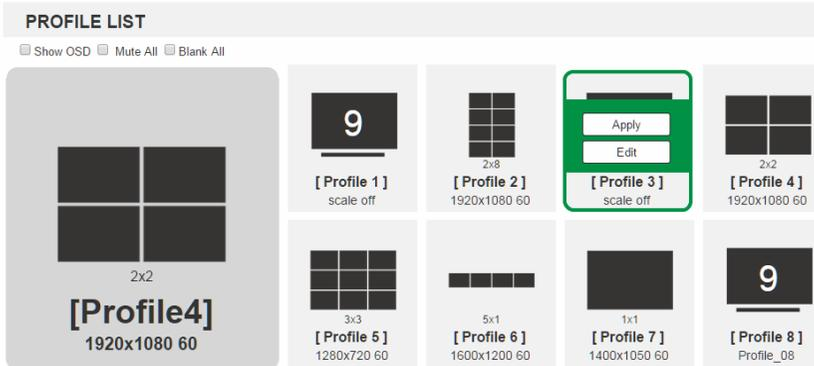 PROFILE LIST
Show OSD Mute All Blank All
2x2
[Profile4]
1920x1080 60
9
[ Profile 1 ]
scale off
2x8
[ Profile 2 ]
1920x1080 60
Apply
Edit
[ Profile 3 ]
scale off
2x2
[ Profile 4 ]
1920x1080 60
3x3
[ Profile 5 ]
1280x720 60
5x1
[ Profile 6 ]
1600x1200 60
1x1
[ Profile 7 ]
1400x1050 60
9
[ Profile 8 ]
Profile_08